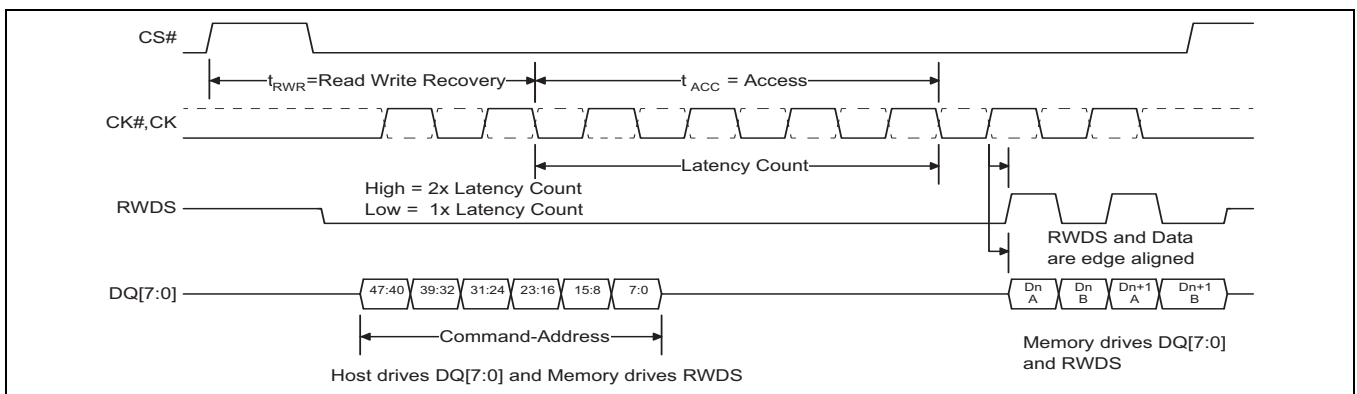 CS#
tRWR=Read Write Recovery
tACC = Access
CK#,CK
Latency Count
High = 2x Latency Count
Low = 1x Latency Count
RWDS
RWDS and Data
are edge aligned
DQ[7:0]
47:40 39:32 31:24 23:16 15:8 7:0
Dn A
Dn B
Dn+1 A
Dn+1 B
Command-Address
Memory drives DQ[7:0]
and RWDS
Host drives DQ[7:0] and Memory drives RWDS